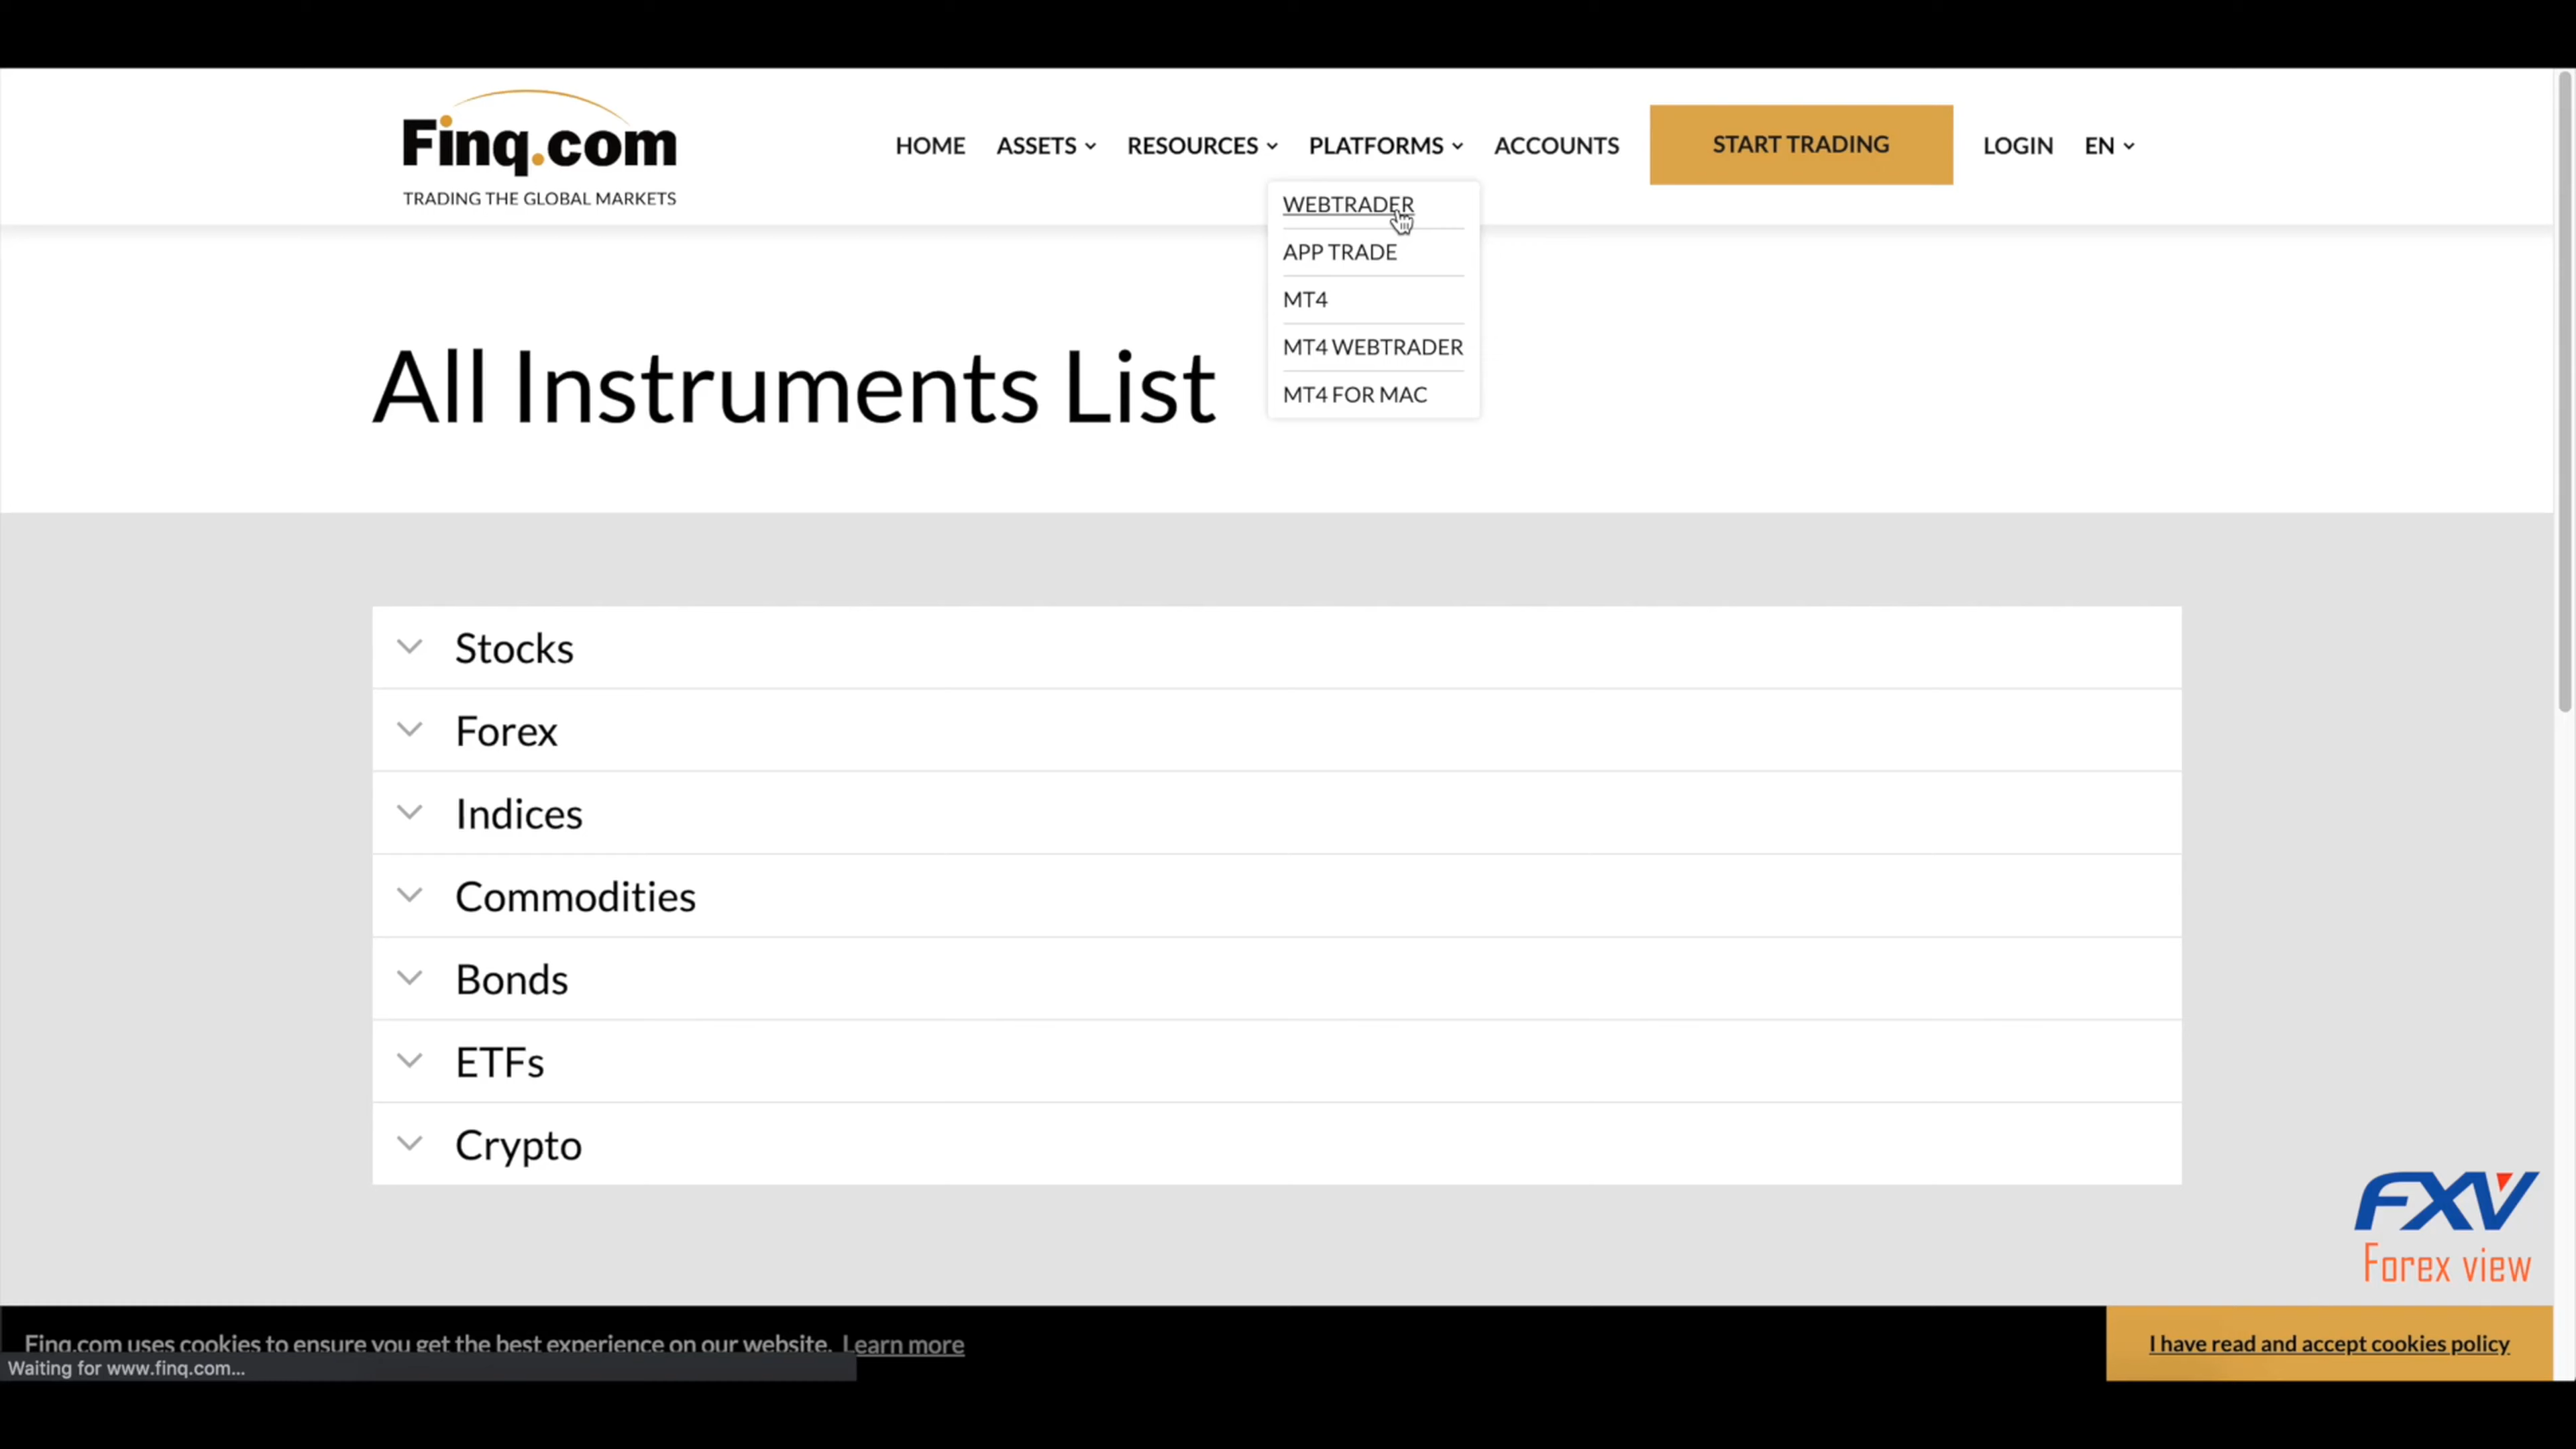 Finq.com
TRADING THE GLOBAL MARKETS
HOME ASSETS RESOURCES PLATFORMS ACCOUNTS START TRADING LOGIN EN
WEBTRADER
APP TRADE
MT4
MT4 WEBTRADER
MT4 FOR MAC
All Instruments List
Stocks
Forex
Indices
Commodities
Bonds
ETFs
Crypto
FXV
Forex view
Finq.com uses cookies to ensure you get the best experience on our website. Learn more
I have read and accept cookies policy
Waiting for www.finq.com...